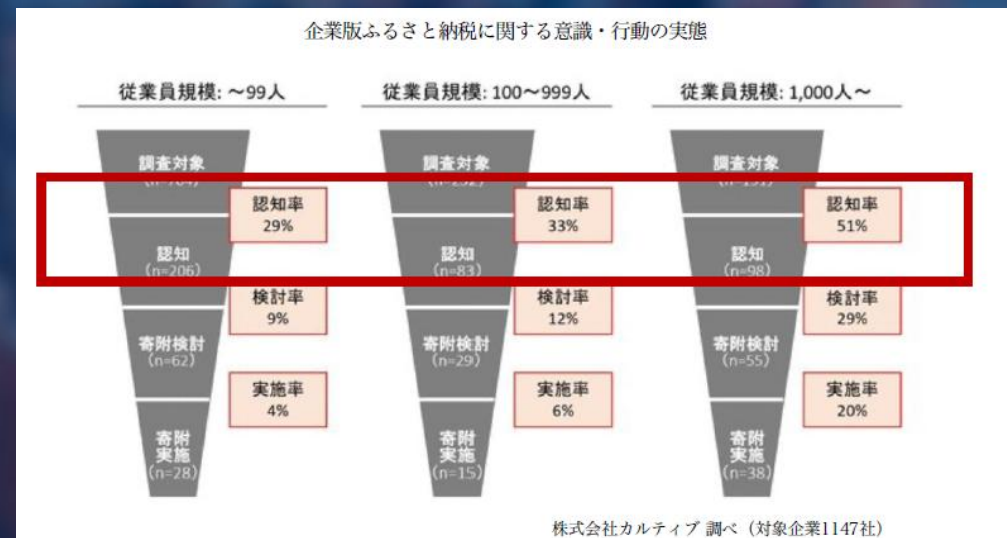 企業版ふるさと納税に関する意識・行動の実態
従業員規模: ～99人
調査対象
認知率
29%
認知
(n=206)
検討率
9%
寄附検討
(n=62)
実施率
4%
寄附
実施
(n=28)
従業員規模: 100～999人
調査対象
認知率
33%
認知
(n=83)
検討率
12%
寄附検討
(n=29)
実施率
6%
寄附
実施
(n=15)
従業員規模: 1,000人～
調査対象
認知率
51%
認知
(n=98)
検討率
29%
寄附検討
(n=55)
実施率
20%
寄附
実施
(n=38)
株式会社カルティブ 調べ（対象企業1147社）